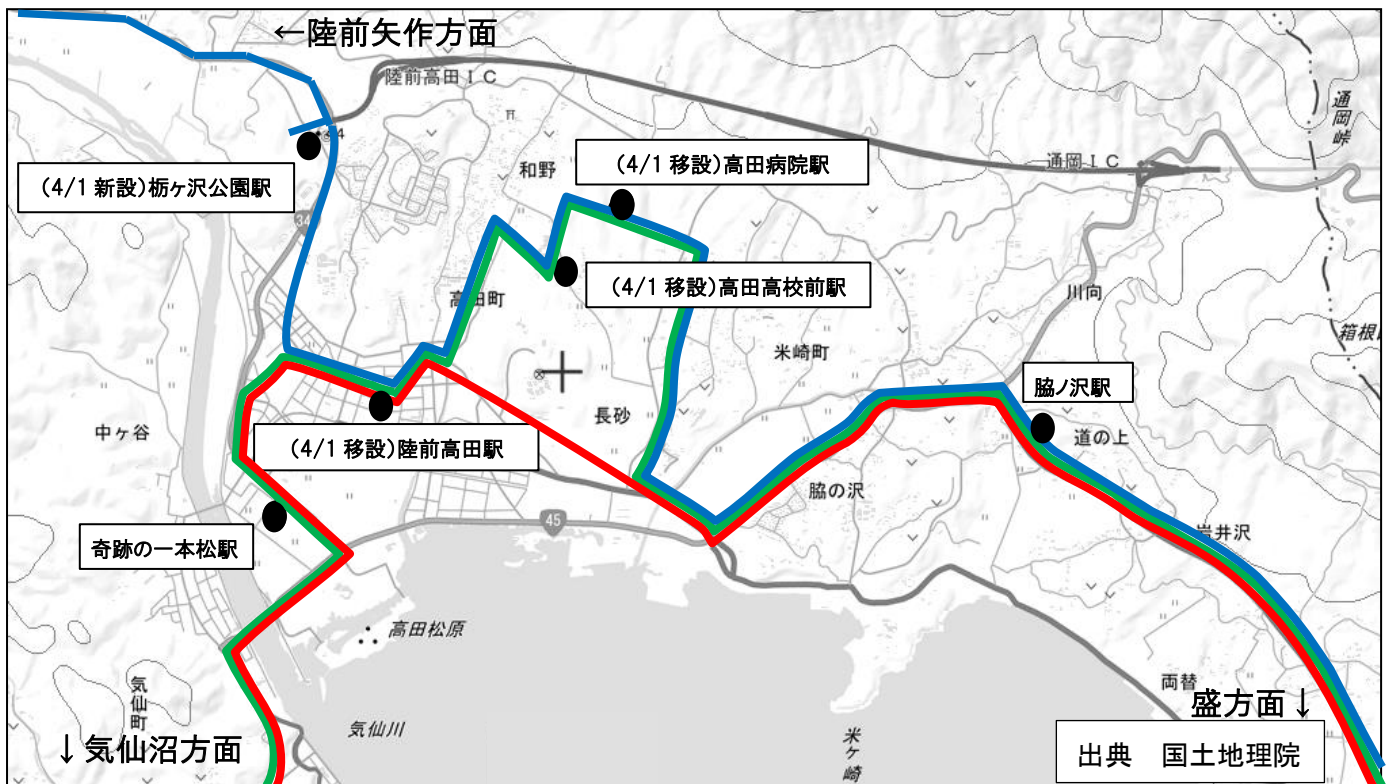 ←陸前矢作方面
陸前高田IC
通岡峠
(4/1 新設)栃ヶ沢公園駅
和野
(4/1 移設)高田病院駅
通岡IC
34
(4/1 移設)高田高校前駅
高田町
川向
米崎町
箱根
脇ノ沢駅
長砂
中ヶ谷
(4/1 移設)陸前高田駅
道の上
脇の沢
45
奇跡の一本松駅
岩井沢
高田松原
気仙町
両替
盛方面↓
気仙川
米ヶ崎
↓気仙沼方面
出典 国土地理院